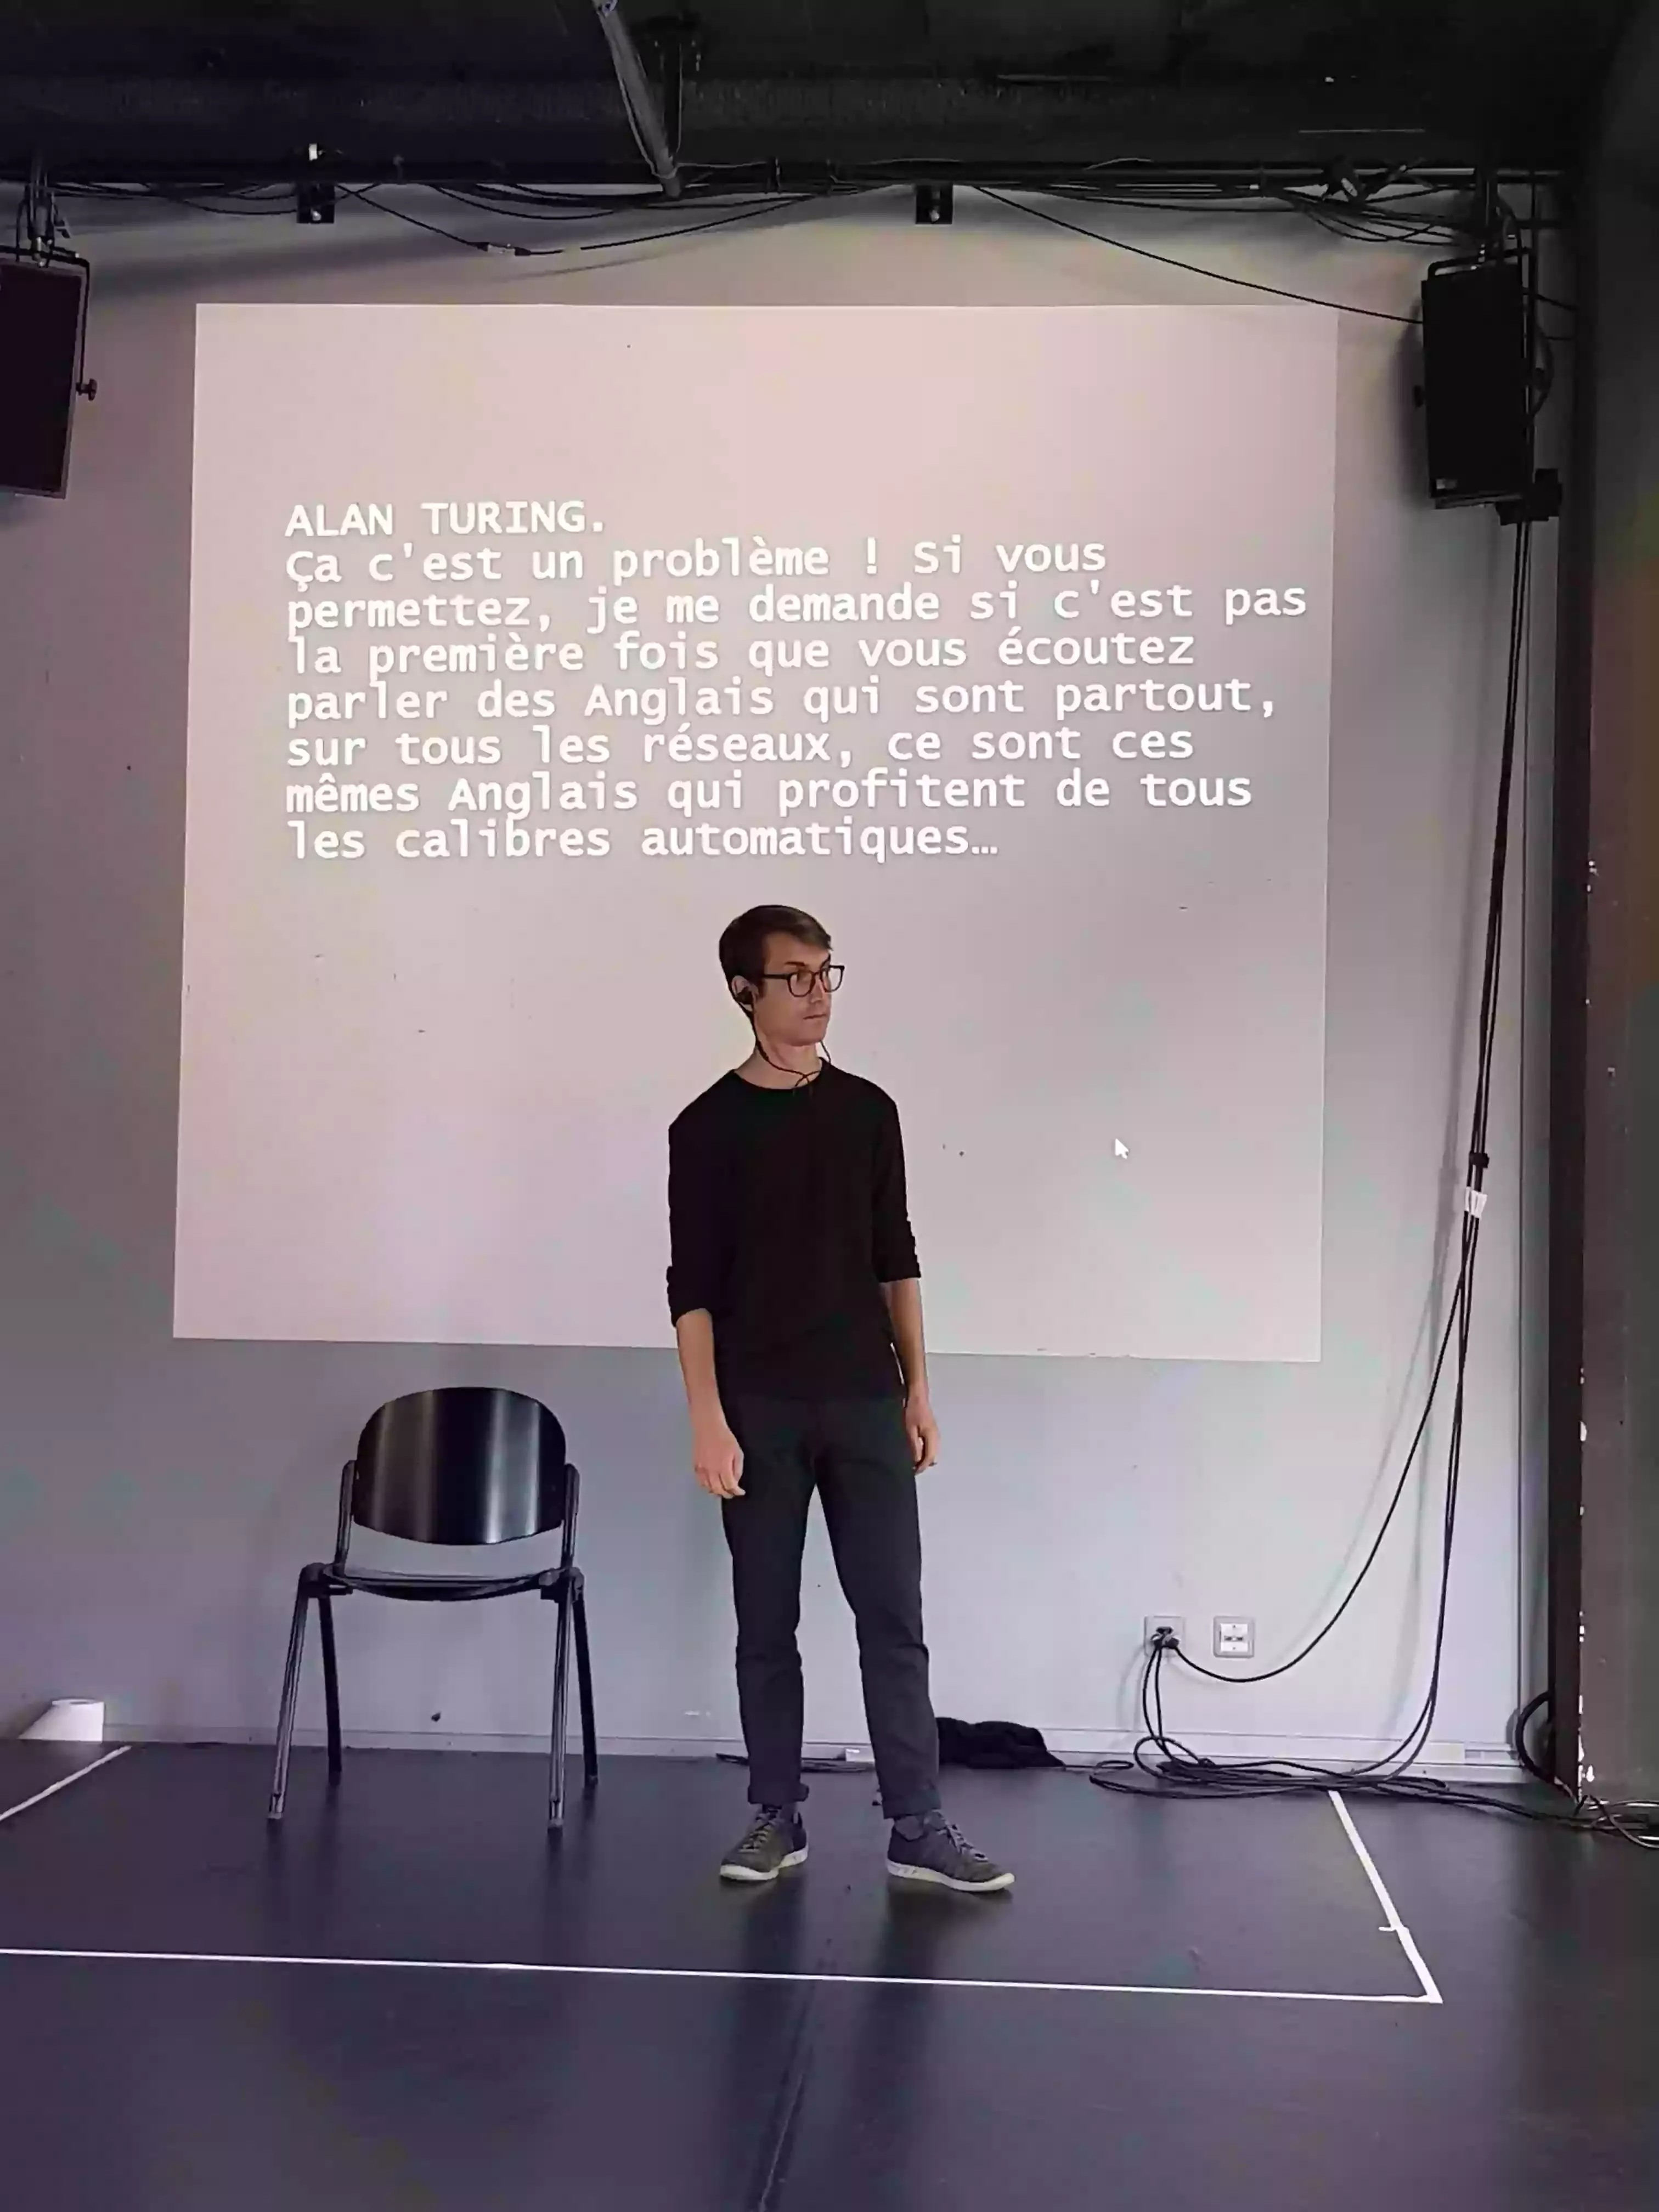 ALAN TURING.
Ça c'est un problème ! Si vous
permettez, je me demande si c'est pas
la première fois que vous écoutez
parler des Anglais qui sont partout,
sur tous les réseaux, ce sont ces
mêmes Anglais qui profitent de tous
les calibres automatiques…